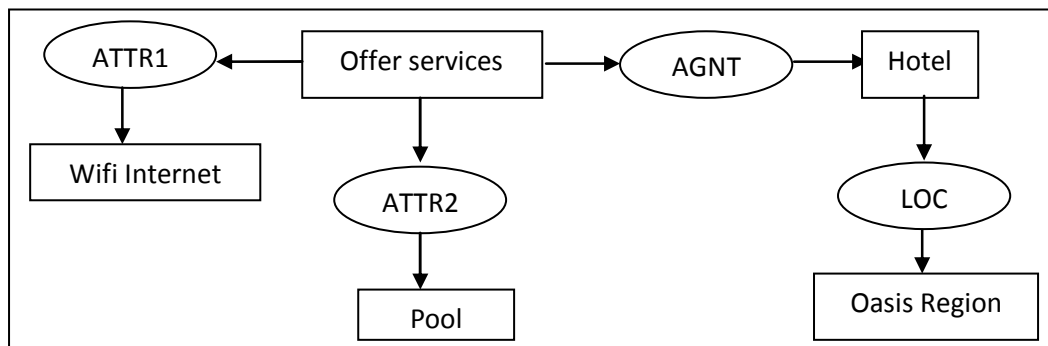 ATTR1
Offer services
AGNT
Hotel
Wifi Internet
ATTR2
LOC
Pool
Oasis Region